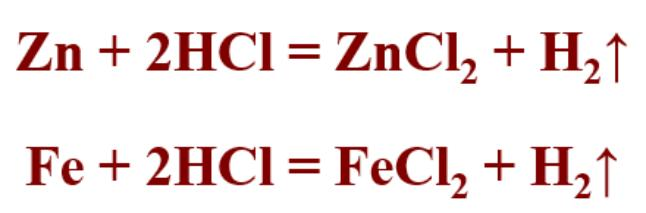 Zn + 2HCl = ZnCl₂ + H₂↑
Fe + 2HCl = FeCl₂ + H₂↑